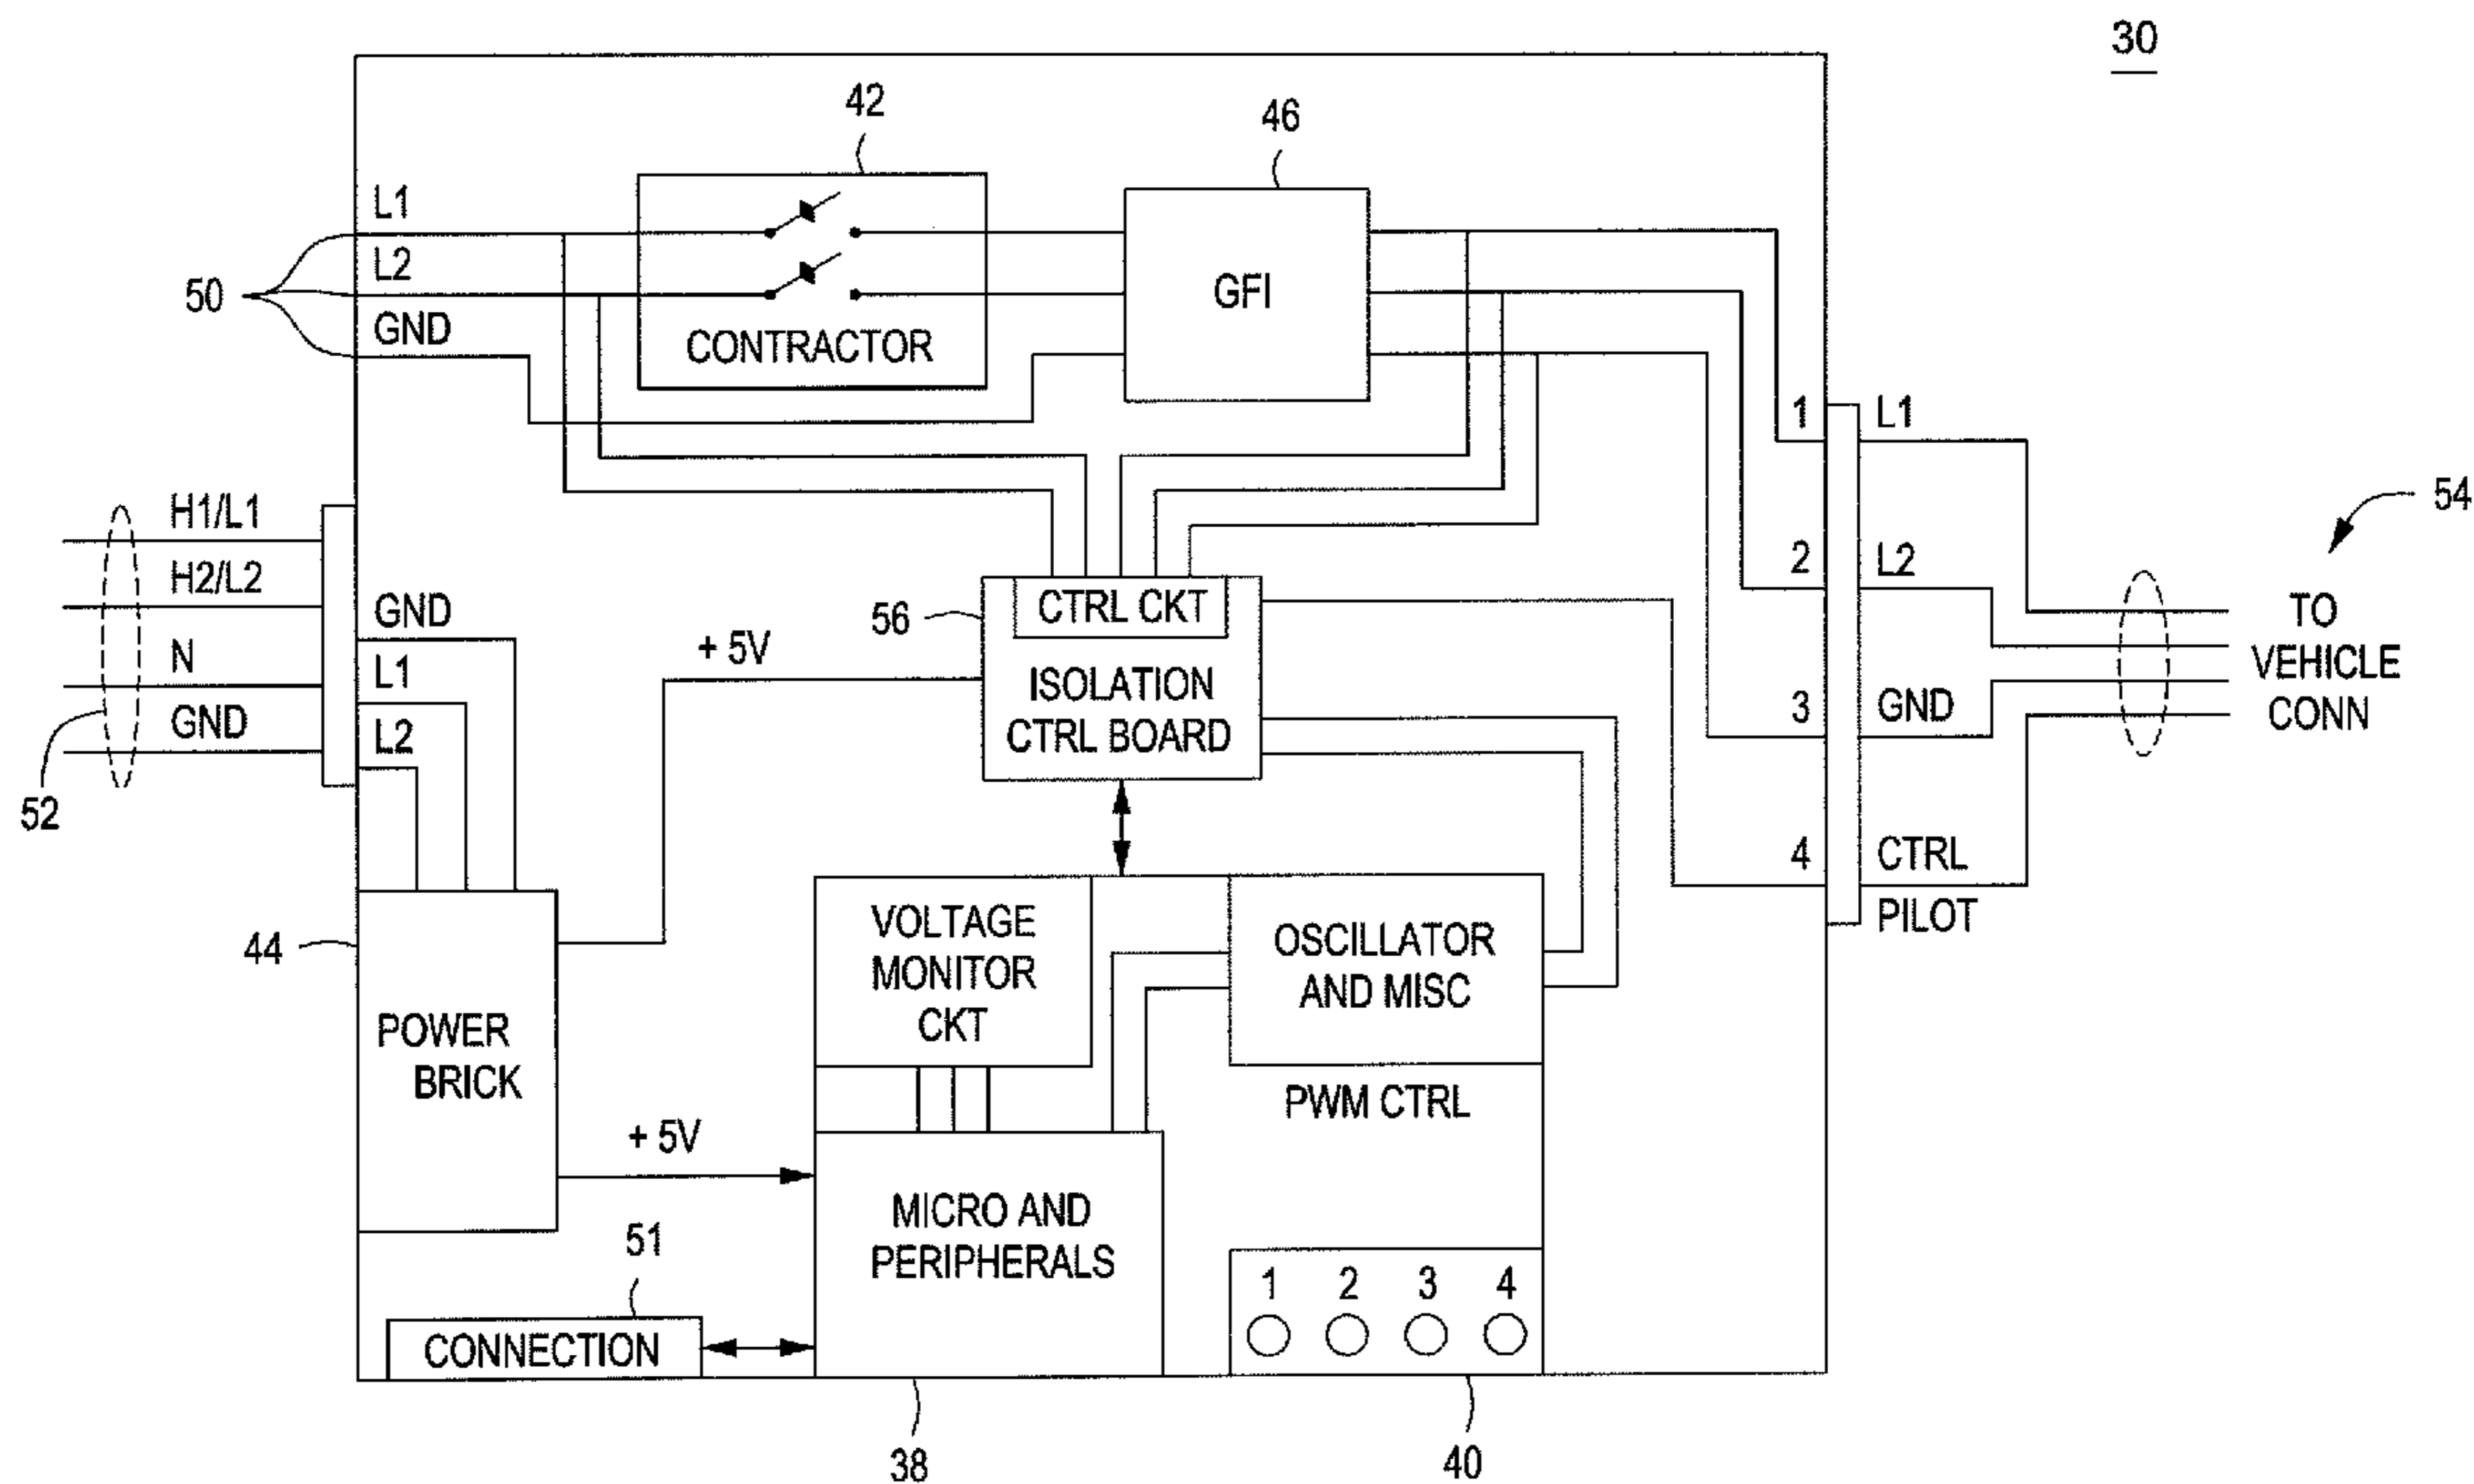 30
42
46
L1
L2
50
GND
CONTRACTOR
GFI
1
L1
54
H1/L1
2
L2
H2/L2
GND
56
CTRL CKT
TO
VEHICLE
CONN
+ 5V
N
L1
ISOLATION
CTRL BOARD
3
GND
GND
L2
52
4
CTRL
PILOT
44
VOLTAGE
MONITOR
CKT
OSCILLATOR
AND MISC
POWER
BRICK
PWM CTRL
+ 5V
MICRO AND
PERIPHERALS
51
1 2 3 4
CONNECTION
38
40